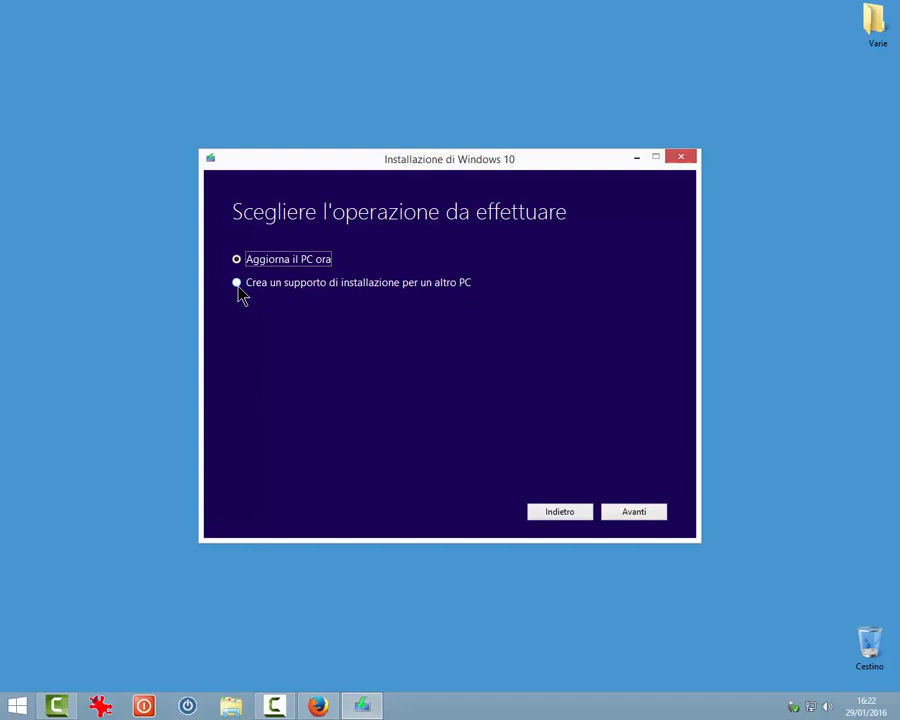 Varie
Installazione di Windows 10
Scegliere l'operazione da effettuare
Aggiorna il PC ora
Crea un supporto di installazione per un altro PC
Indietro
Avanti
Cestino
16:22
29/01/2016